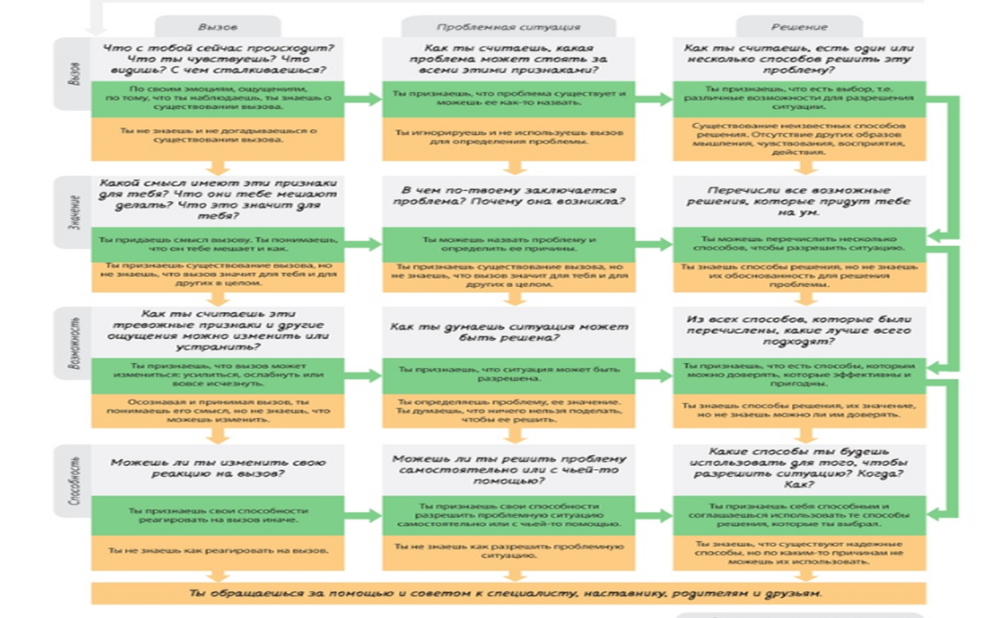 Вызов
Проблемная ситуация
Решение
Вызов
Что с тобой сейчас происходит?
Что ты чувствуешь? Что
видишь? С чем сталкиваешься?
Как ты считаешь, какая
проблема может стоять за
всеми этими признаками?
Как ты считаешь, есть один или
несколько способов решить эту
проблему?
По своим эмоциям, ощущениям,
по тому, что ты наблюдаешь, ты знаешь о
существовании вызова.
Ты признаешь, что проблема существует и
можешь ее как-то назвать.
Ты признаешь, что есть выбор, т.е.
различные возможности для разрешения
ситуации.
Ты не знаешь и не догадываешься о
существовании вызова.
Ты игнорируешь и не используешь вызов
для определения проблемы.
Существование неизвестных способов
решения. Отсутствие других образов
мышления, чувствования, восприятия,
действия.
Значение
Какой смысл имеют эти признаки
для тебя? Что они тебе мешают
делать? Что это значит для
тебя?
В чем по-твоему заключается
проблема? Почему она возникла?
Перечисли все возможные
решения, которые придут тебе
на ум.
Ты придаешь смысл вызову. Ты понимаешь,
что он тебе мешает и как.
Ты можешь назвать проблему и
определить ее причины.
Ты можешь перечислить несколько
способов, чтобы разрешить ситуацию.
Ты признаешь существование вызова, но
не знаешь, что вызов значит для тебя и для
других в целом.
Ты признаешь существование вызова, но
не знаешь, что вызов значит для тебя и для
других в целом.
Ты знаешь способы решения, но не знаешь
их обоснованность для решения
проблемы.
Возможность
Как ты считаешь эти
тревожные признаки и другие
ощущения можно изменить или
устранить?
Как ты думаешь ситуация может
быть решена?
Из всех способов, которые были
перечислены, какие лучше всего
подходят?
Ты признаешь, что вызов может
измениться: усилиться, ослабнуть или
вовсе исчезнуть.
Ты признаешь, что ситуация может быть
разрешена.
Ты признаешь, что есть способы, которым
можно доверять, которые эффективны и
пригодны.
Осознавая и принимая вызов, ты
понимаешь его смысл, но не знаешь, что
можешь изменить.
Ты определяешь проблему, ее значение.
Ты думаешь, что ничего нельзя поделать,
чтобы ее решить.
Ты знаешь способы решения, их значение,
но не знаешь можно ли им доверять.
Способность
Можешь ли ты изменить свою
реакцию на вызов?
Можешь ли ты решить проблему
самостоятельно или с чьей-то
помощью?
Какие способы ты будешь
использовать для того, чтобы
разрешить ситуацию? Когда?
Как?
Ты признаешь свои способности
реагировать на вызов иначе.
Ты признаешь свои способности
разрешить проблемную ситуацию
самостоятельно или с чьей-то помощью.
Ты признаешь себя способным и
соглашаешься использовать те способы
решения, которые ты выбрал.
Ты не знаешь как реагировать на вызов.
Ты не знаешь как разрешить проблемную
ситуацию.
Ты знаешь, что существуют надежные
способы, но по каким-то причинам не
можешь их использовать.
Ты обращаешься за помощью и советом к специалисту, наставнику, родителям и друзьям.